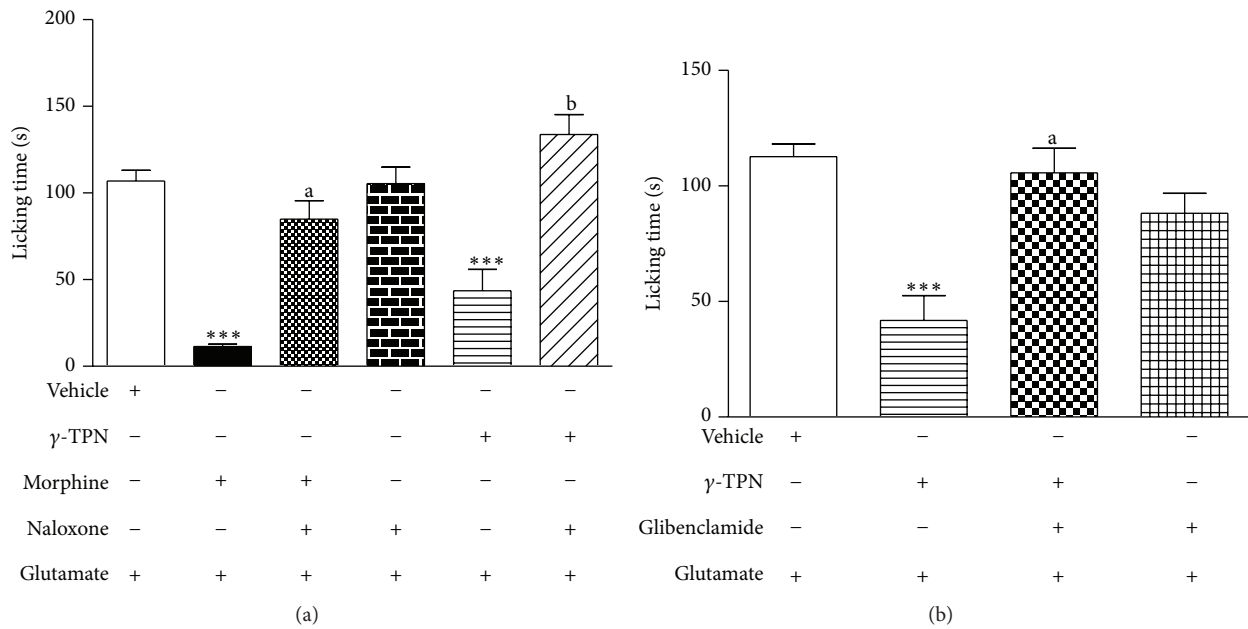 200
150
100
50
0
Licking time (s)
***
a
***
b
Vehicle + − − − − −
γ-TPN − − − − + +
Morphine − + + − − −
Naloxone − − + + − +
Glutamate + + + + + +
(a)
150
100
50
0
Licking time (s)
***
a
Vehicle + − − −
γ-TPN − + + −
Glibenclamide − − + +
Glutamate + + + +
(b)